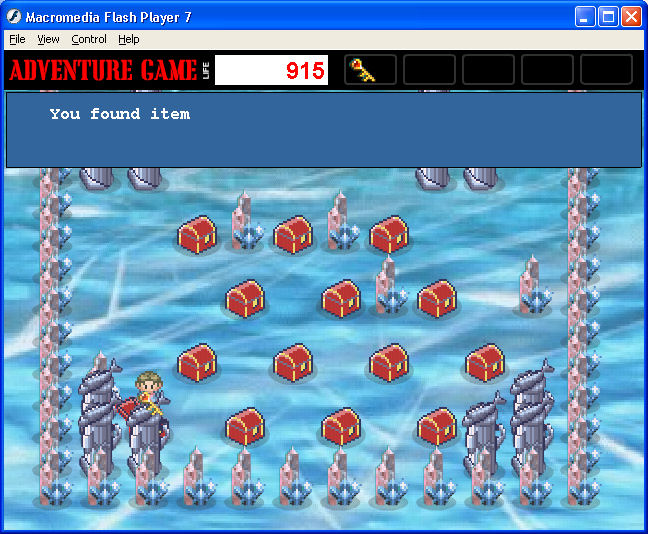 Macromedia Flash Player 7
File View Control Help
ADVENTURE GAME LIFE 915
You found item